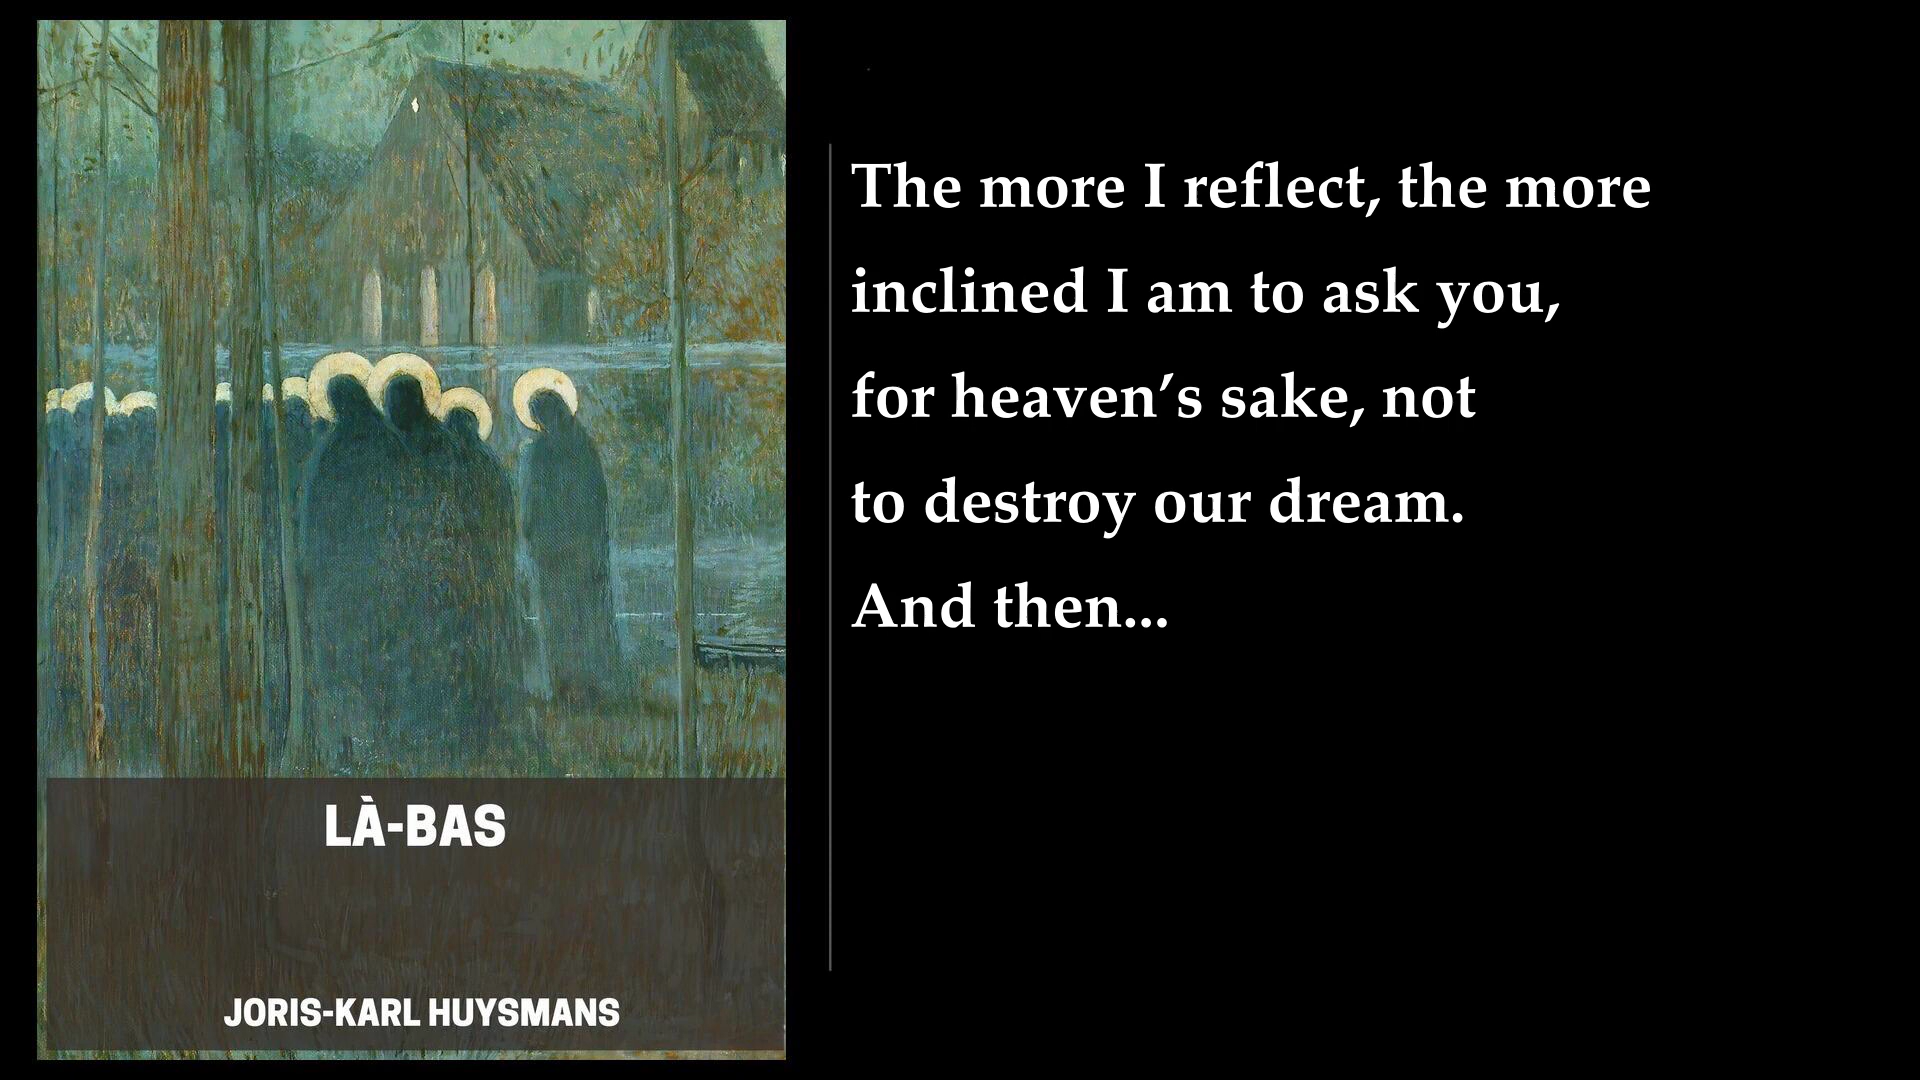 LÀ-BAS
JORIS-KARL HUYSMANS
The more I reflect, the more
inclined I am to ask you,
for heaven’s sake, not
to destroy our dream.
And then...